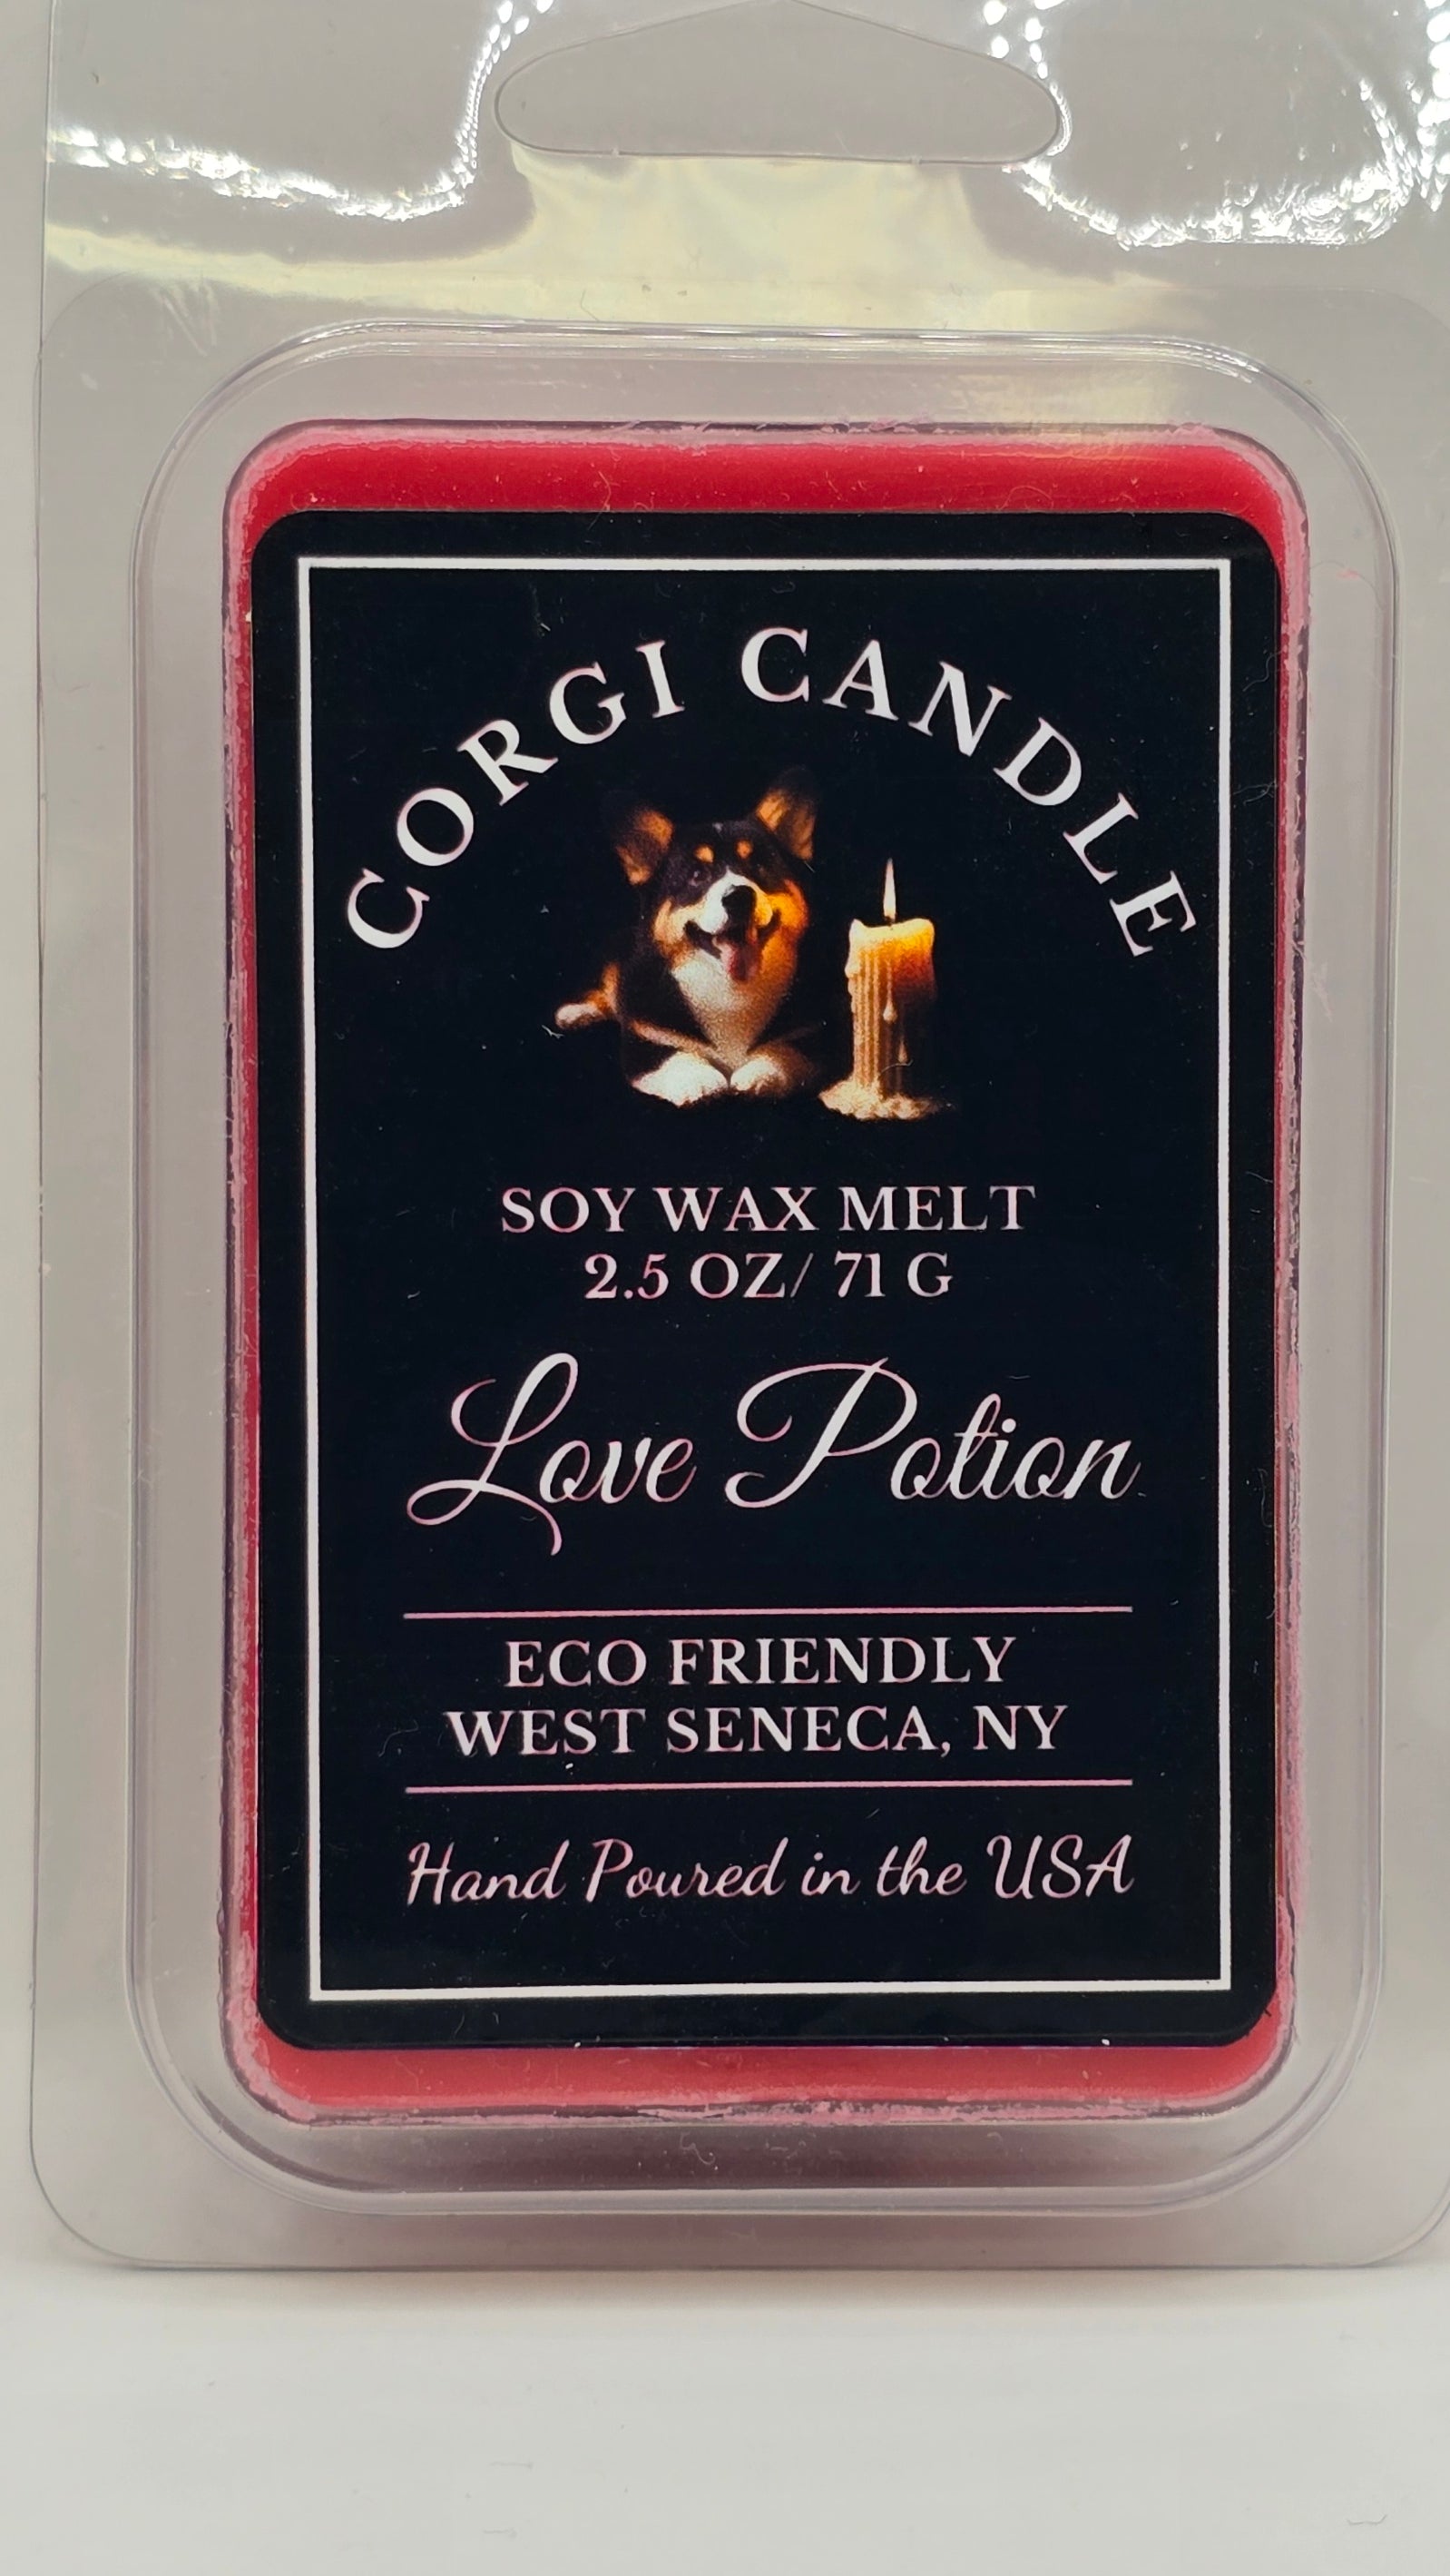 CORGI CANDLE
SOY WAX MELT
2.5 OZ/ 71 G
Love Potion
ECO FRIENDLY
WEST SENECA, NY
Hand Poured in the USA